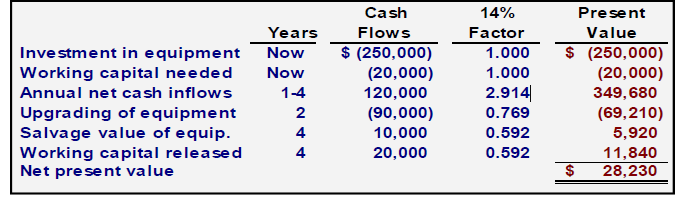 Cash 14% Present
Years Flows Factor Value
Investment in equipment Now $ (250,000) 1.000 $ (250,000)
Working capital needed Now (20,000) 1.000 (20,000)
Annual net cash inflows 1-4 120,000 2.914 349,680
Upgrading of equipment 2 (90,000) 0.769 (69,210)
Salvage value of equip. 4 10,000 0.592 5,920
Working capital released 4 20,000 0.592 11,840
Net present value $ 28,230